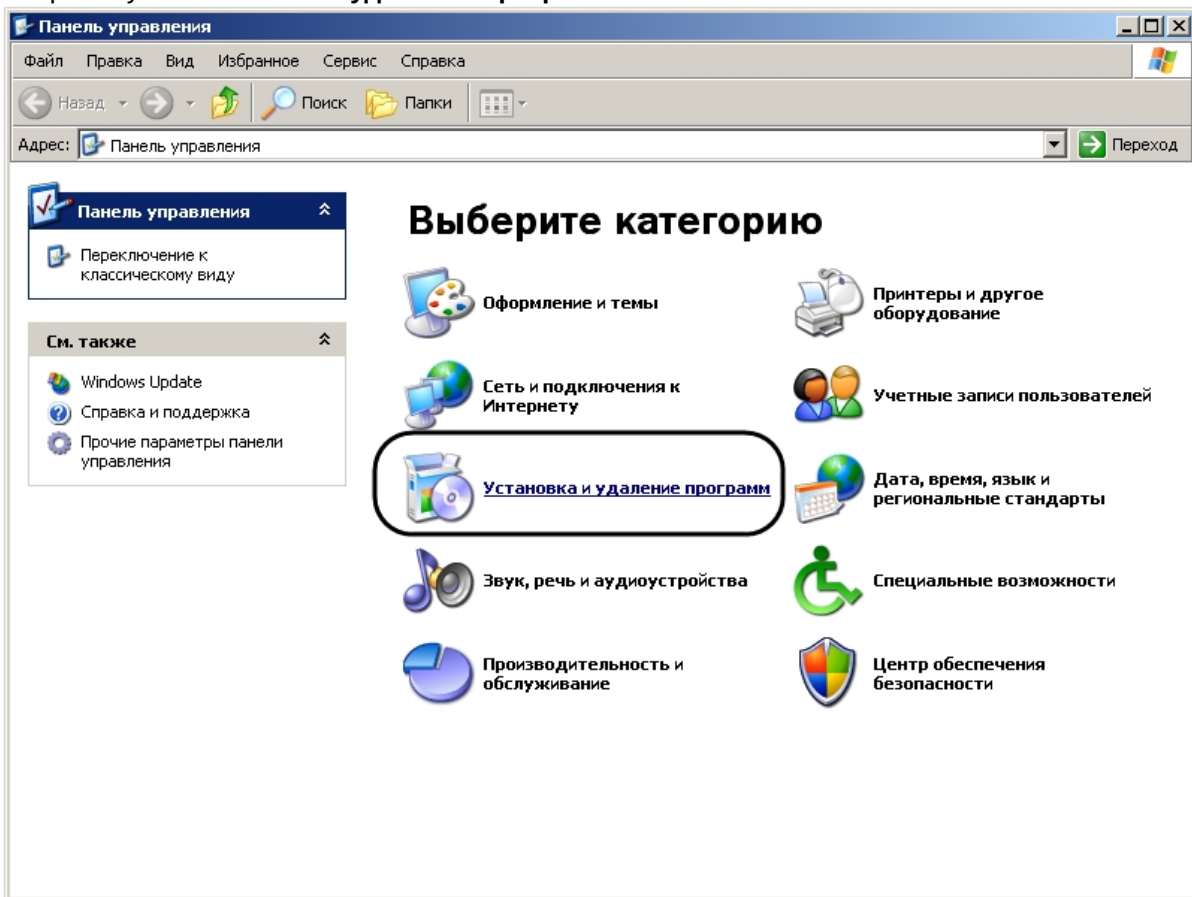 Панель управления
Файл Правка Вид Избранное Сервис Справка
Назад Поиск Папки
Адрес: Панель управления Переход
Панель управления
Переключение к
классическому виду
См. также
Windows Update
Справка и поддержка
Прочие параметры панели
управления
Выберите категорию
Оформление и темы
Принтеры и другое
оборудование
Сеть и подключения к
Интернету
Учетные записи пользователей
Установка и удаление программ
Дата, время, язык и
региональные стандарты
Звук, речь и аудиоустройства
Специальные возможности
Производительность и
обслуживание
Центр обеспечения
безопасности